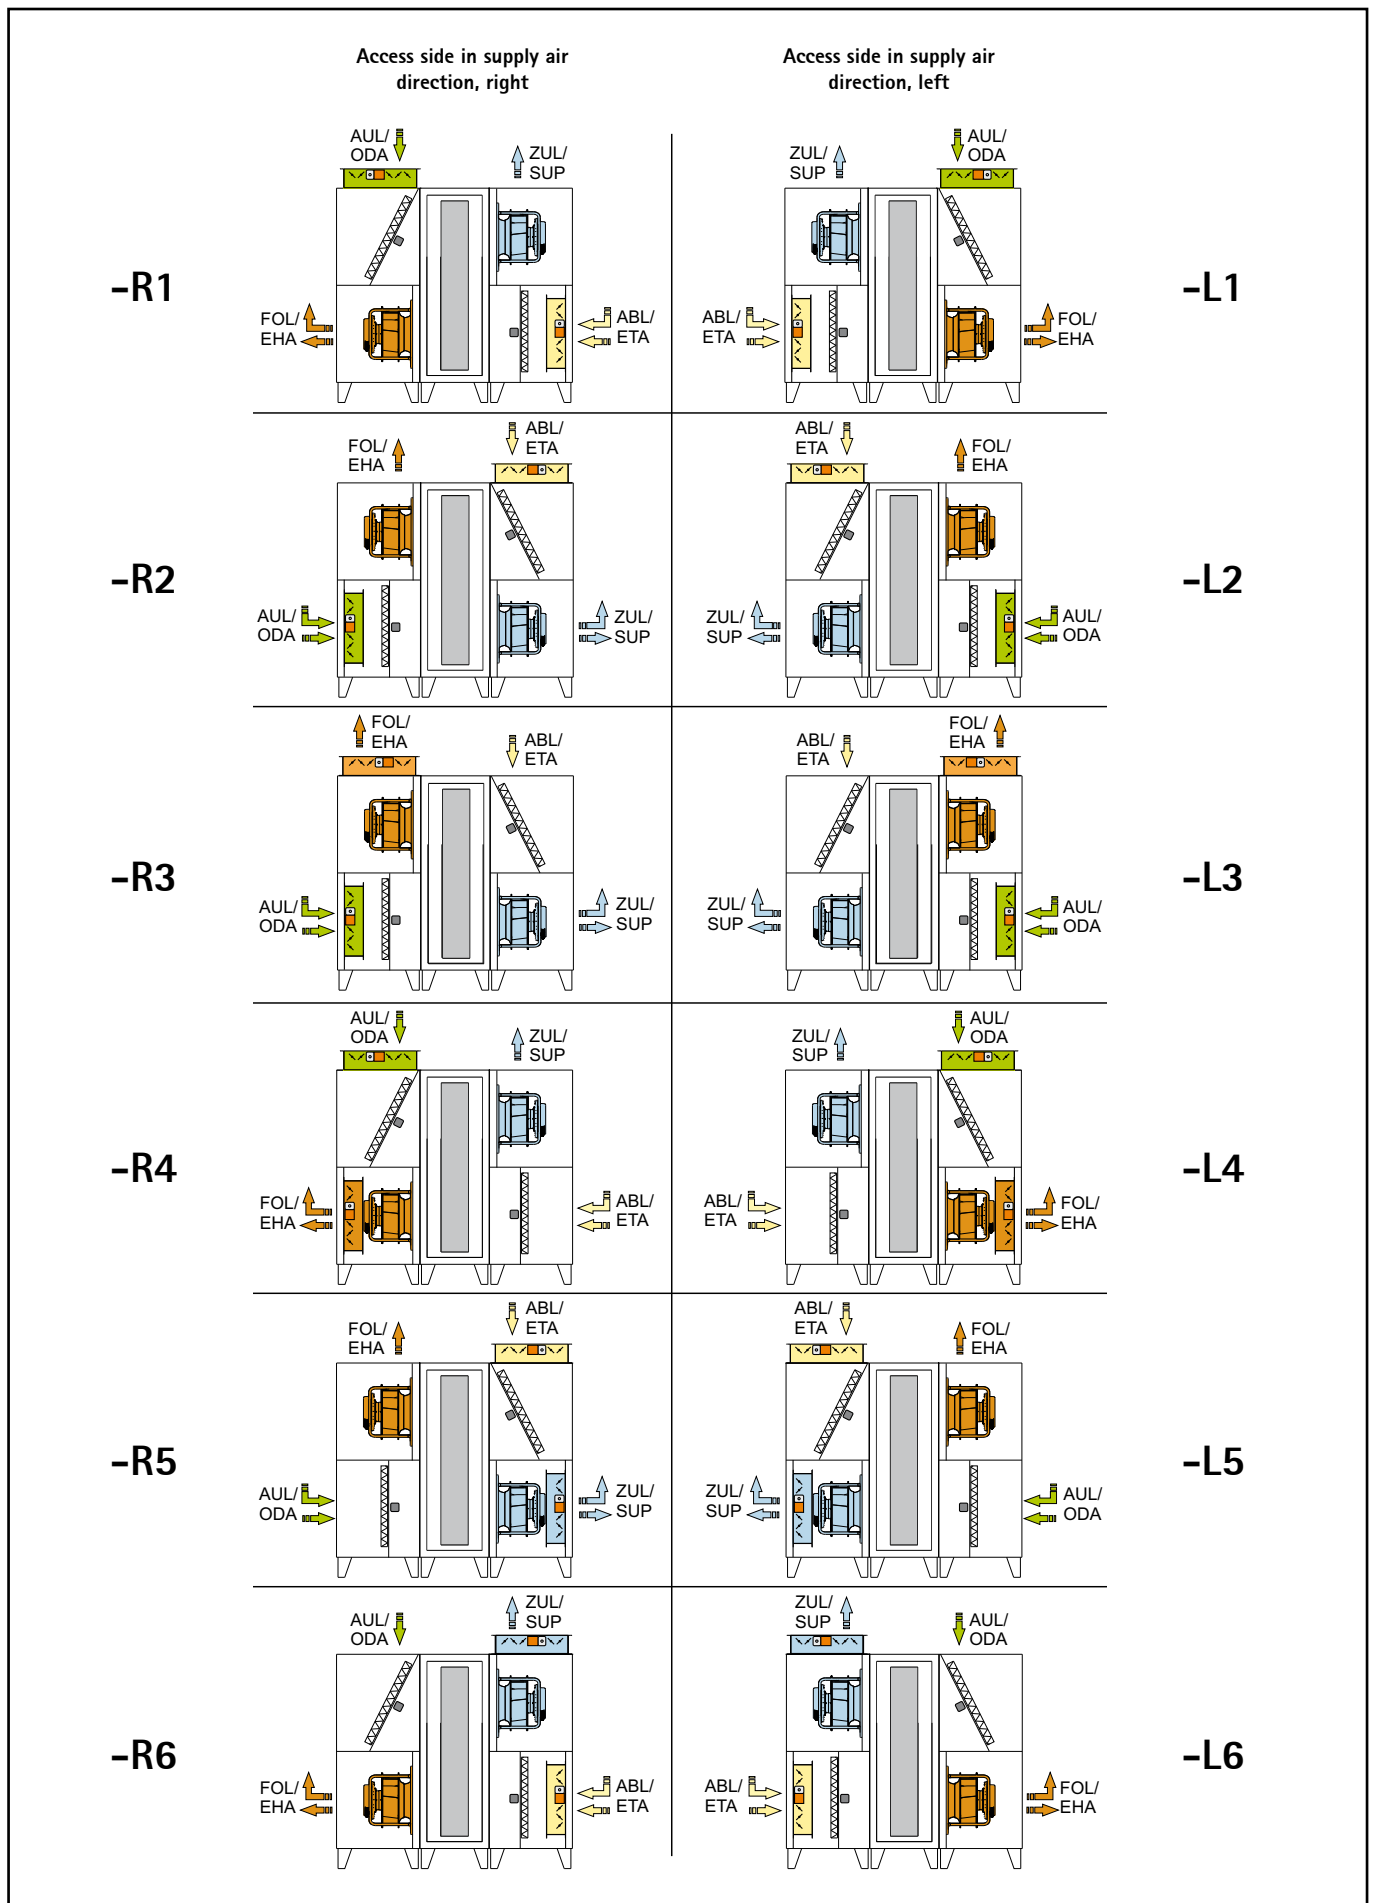 Access side in supply air
direction, right
Access side in supply air
direction, left
AUL/
ODA
ZUL/
SUP
-R1
FOL/
EHA
ABL/
ETA
ZUL/
SUP
AUL/
ODA
ABL/
ETA
FOL/
EHA
-L1
FOL/
EHA
ABL/
ETA
-R2
AUL/
ODA
ZUL/
SUP
ABL/
ETA
FOL/
EHA
ZUL/
SUP
AUL/
ODA
-L2
FOL/
EHA
ABL/
ETA
-R3
AUL/
ODA
ZUL/
SUP
ABL/
ETA
FOL/
EHA
ZUL/
SUP
AUL/
ODA
-L3
AUL/
ODA
ZUL/
SUP
-R4
FOL/
EHA
ABL/
ETA
ZUL/
SUP
AUL/
ODA
ABL/
ETA
FOL/
EHA
-L4
FOL/
EHA
ABL/
ETA
-R5
AUL/
ODA
ZUL/
SUP
ABL/
ETA
FOL/
EHA
ZUL/
SUP
AUL/
ODA
-L5
AUL/
ODA
ZUL/
SUP
-R6
FOL/
EHA
ABL/
ETA
ZUL/
SUP
AUL/
ODA
ABL/
ETA
FOL/
EHA
-L6